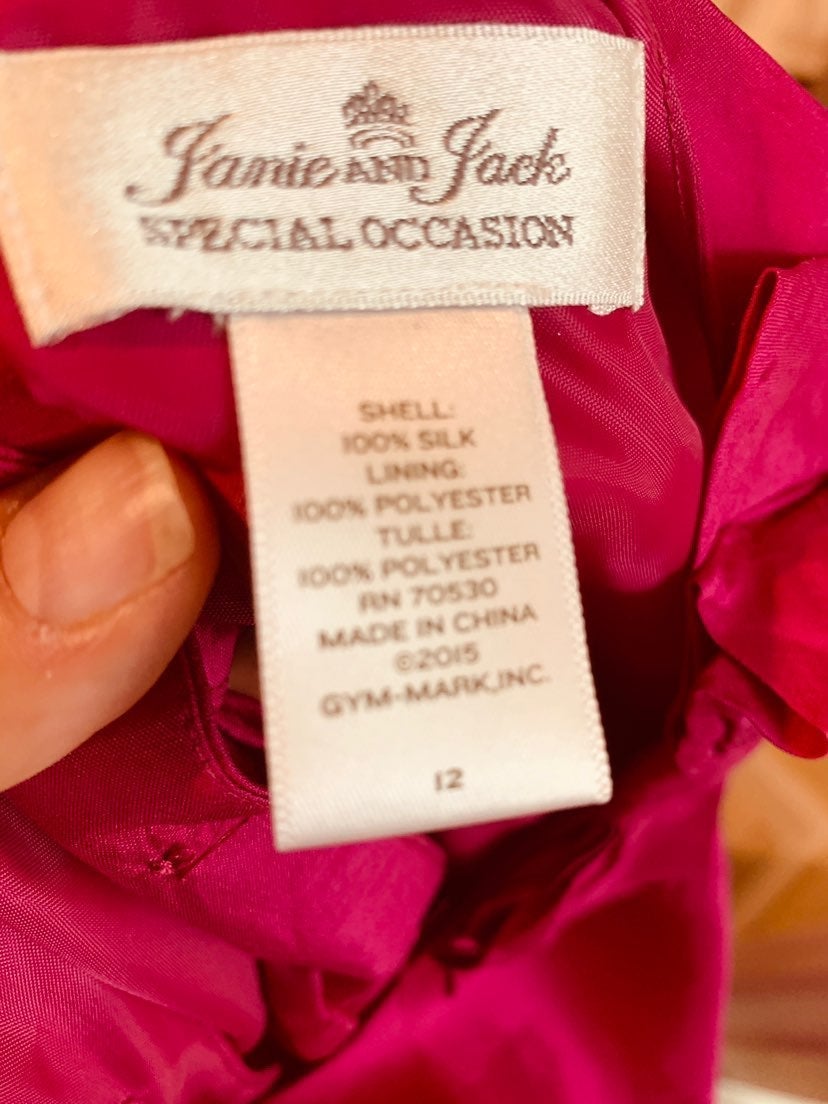 Janie AND Jack
SPECIAL OCCASION
SHELL:
100% SILK
LINING:
100% POLYESTER
TULLE:
100% POLYESTER
RN 70530
MADE IN CHINA
©2015
GYM-MARK,INC.
12